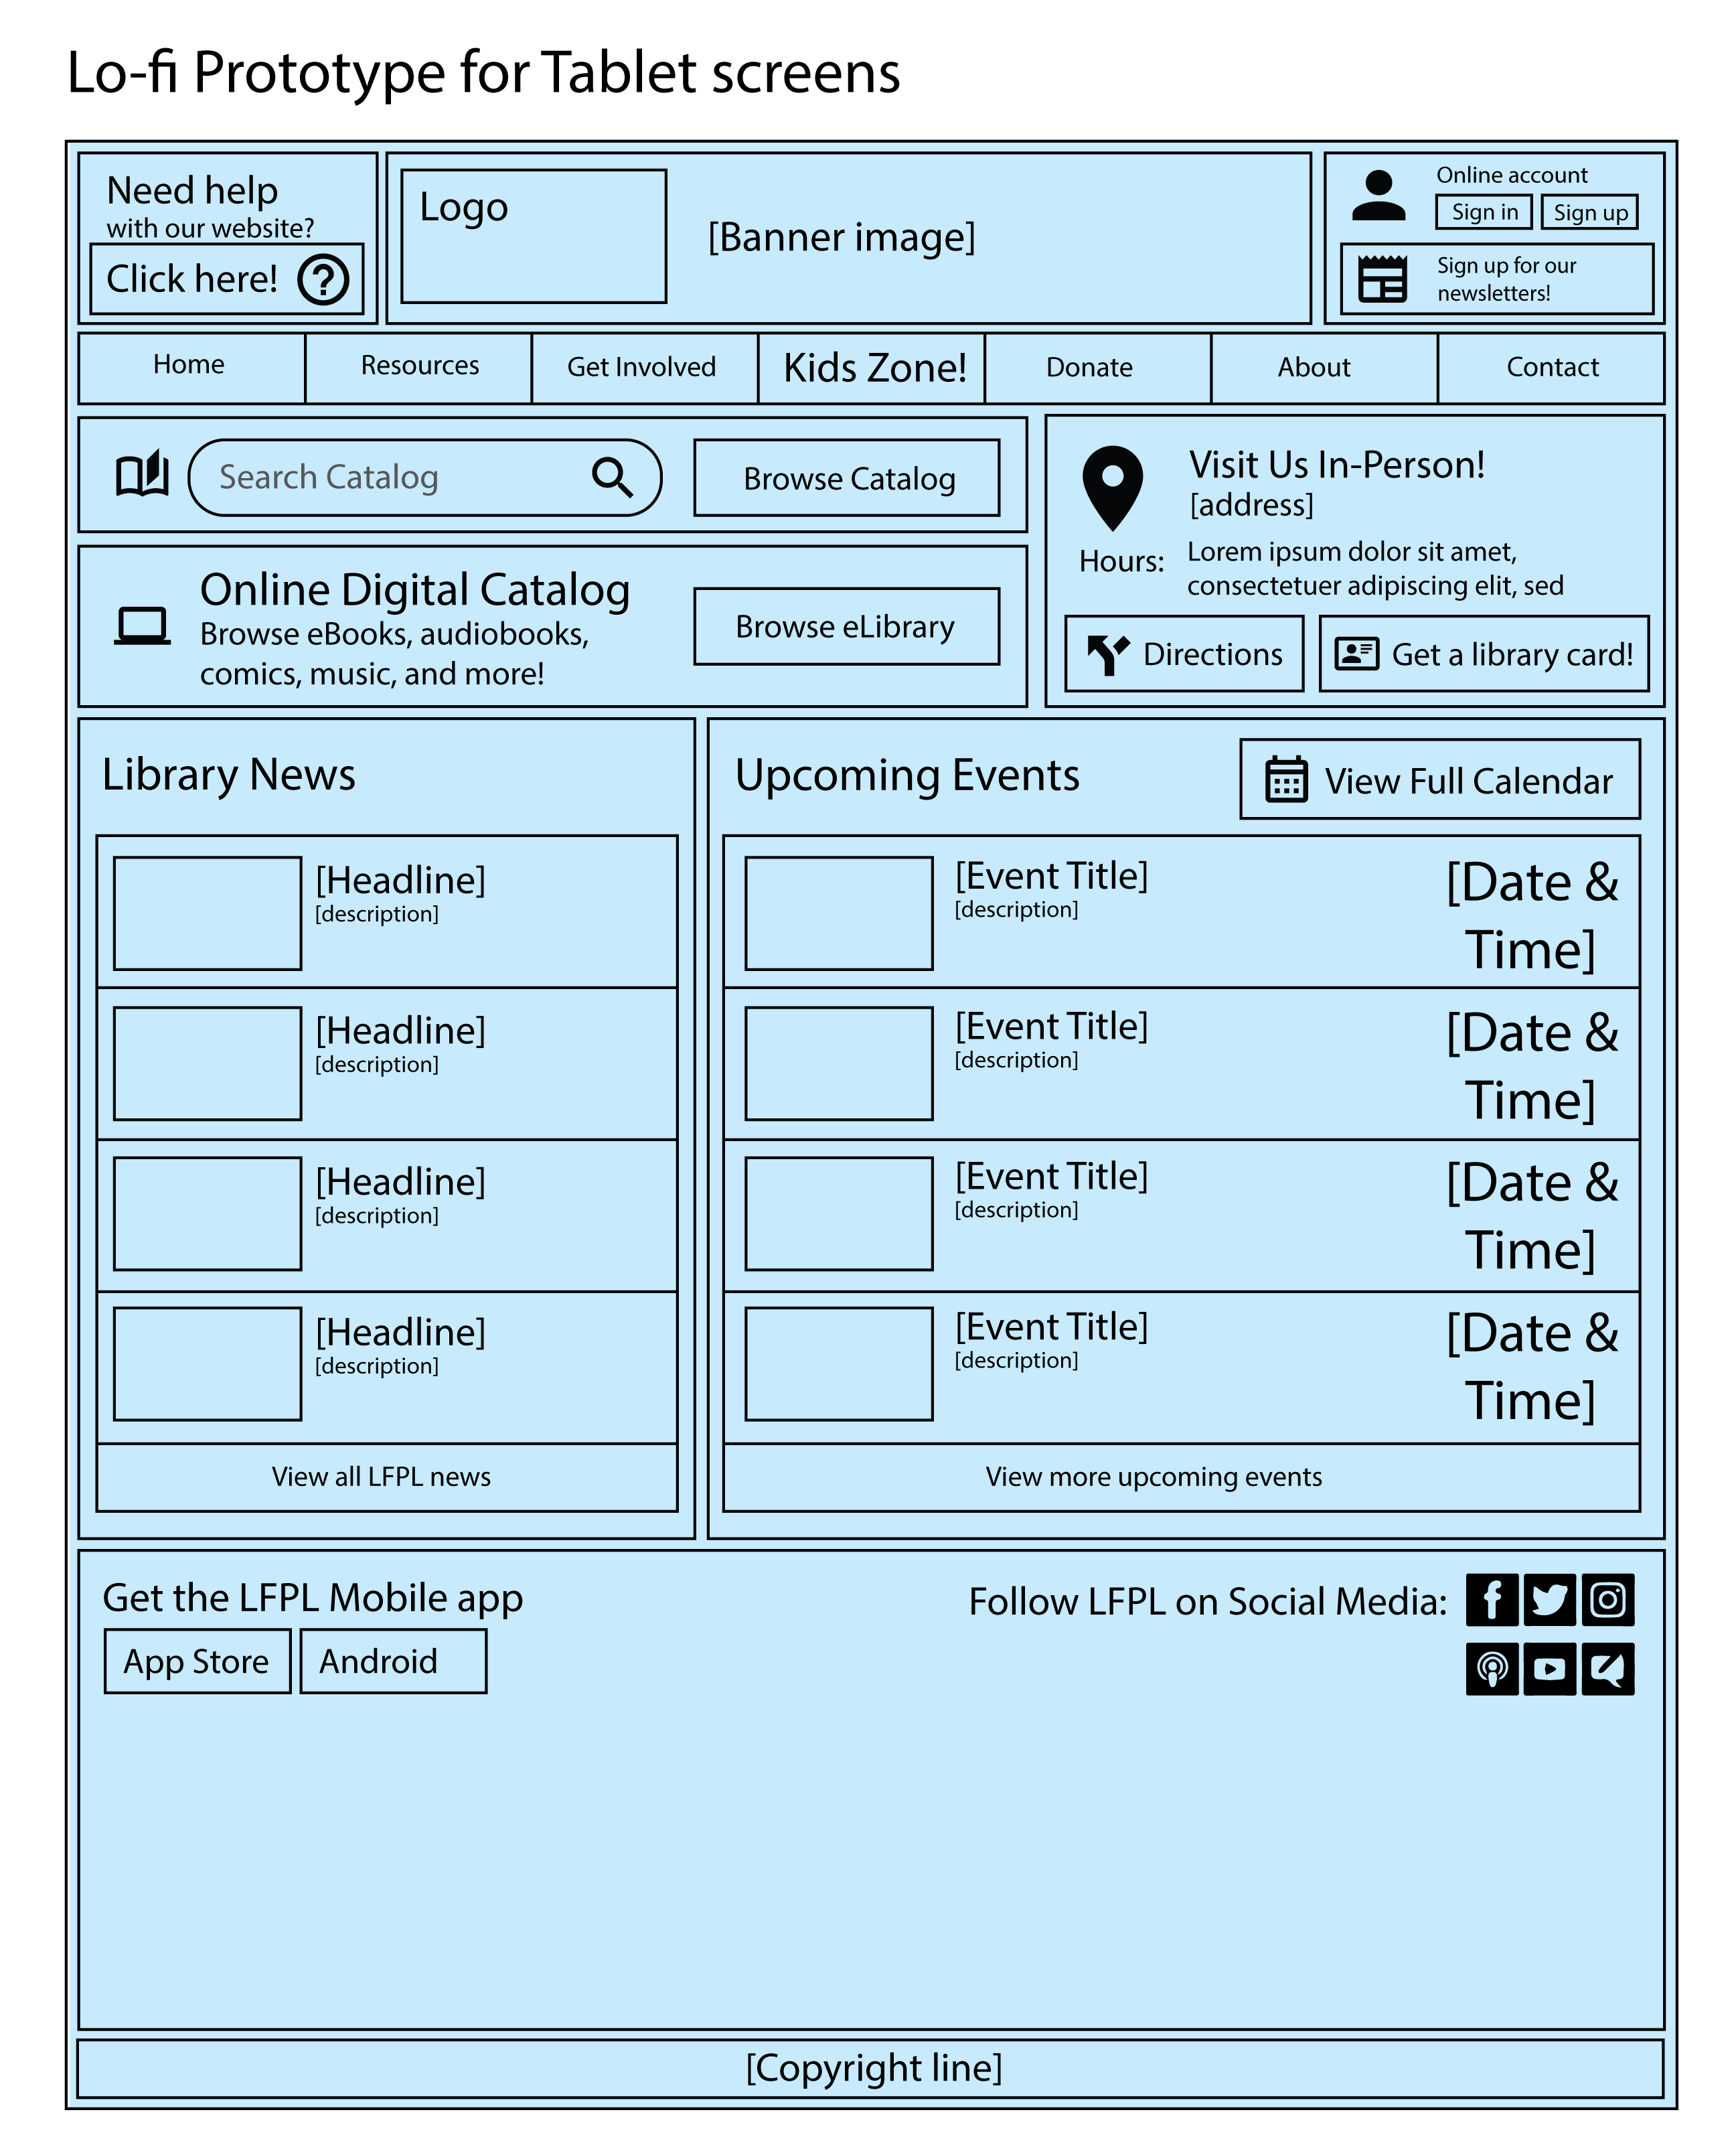 Lo-fi Prototype for Tablet screens
Need help
with our website?
Click here!
Logo
[Banner image]
Online account
Sign in
Sign up
Sign up for our
newsletters!
Home
Resources
Get Involved
Kids Zone!
Donate
About
Contact
Search Catalog
Browse Catalog
Online Digital Catalog
Browse eBooks, audiobooks,
comics, music, and more!
Browse eLibrary
Visit Us In-Person!
[address]
Hours:
Lorem ipsum dolor sit amet,
consectetuer adipiscing elit, sed
Directions
Get a library card!
Library News
[Headline]
[description]
[Headline]
[description]
[Headline]
[description]
[Headline]
[description]
View all LFPL news
Upcoming Events
View Full Calendar
[Event Title]
[description]
[Date &
Time]
[Event Title]
[description]
[Date &
Time]
[Event Title]
[description]
[Date &
Time]
[Event Title]
[description]
[Date &
Time]
View more upcoming events
Get the LFPL Mobile app
App Store
Android
Follow LFPL on Social Media:
[Copyright line]